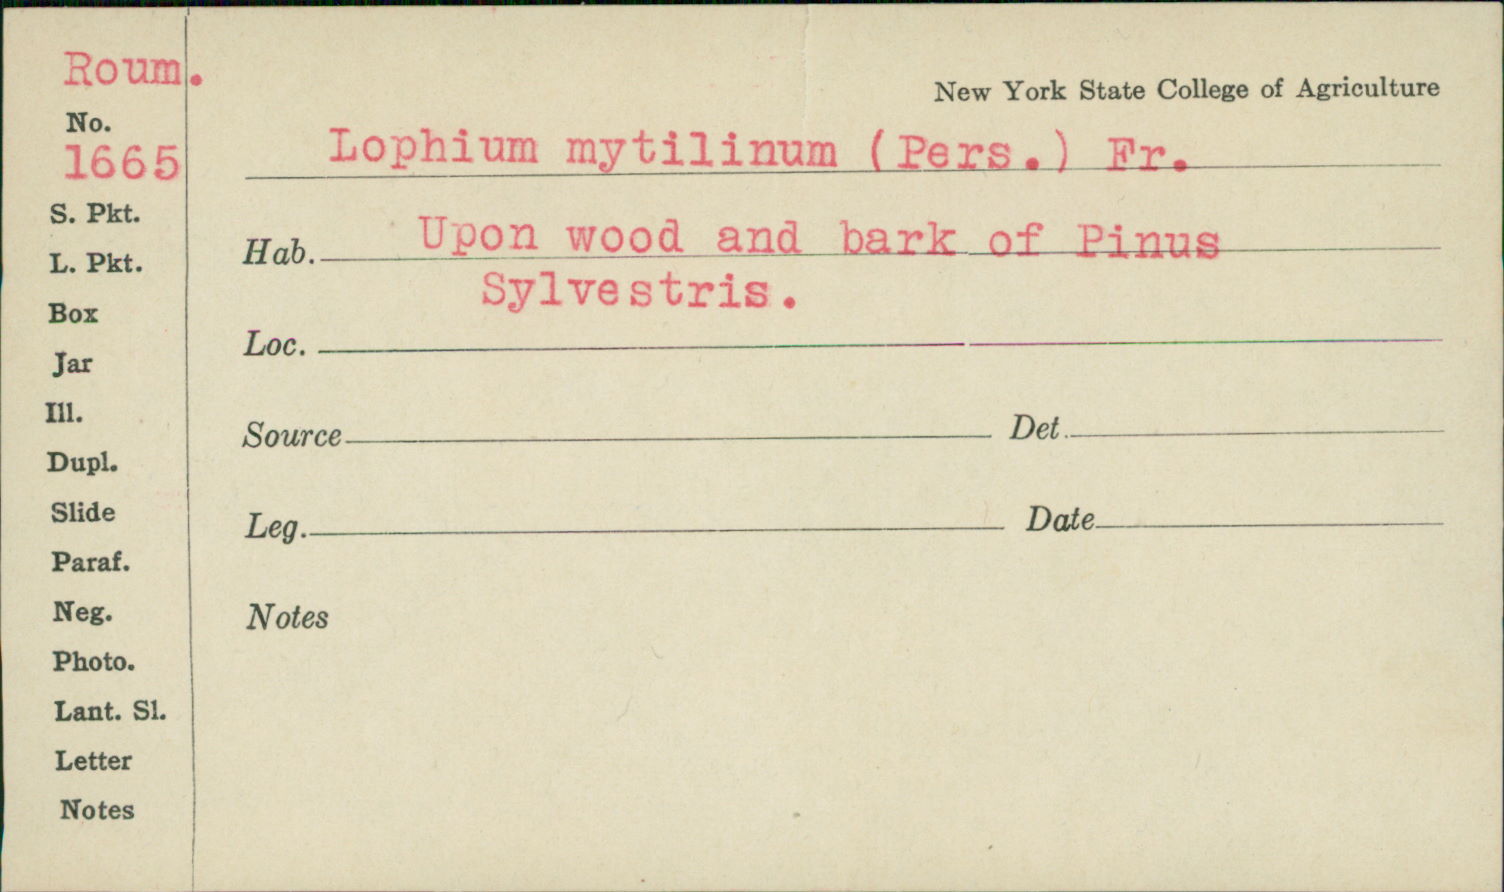 Roum.
New York State College of Agriculture
No.
1665
Lophium mytilinum (Pers.) Fr.
S. Pkt.
Hab. Upon wood and bark of Pinus
Sylvestris.
L. Pkt.
Box
Loc.
Jar
Ill.
Source Det.
Dupl.
Slide
Leg. Date
Paraf.
Neg.
Notes
Photo.
Lant. Sl.
Letter
Notes